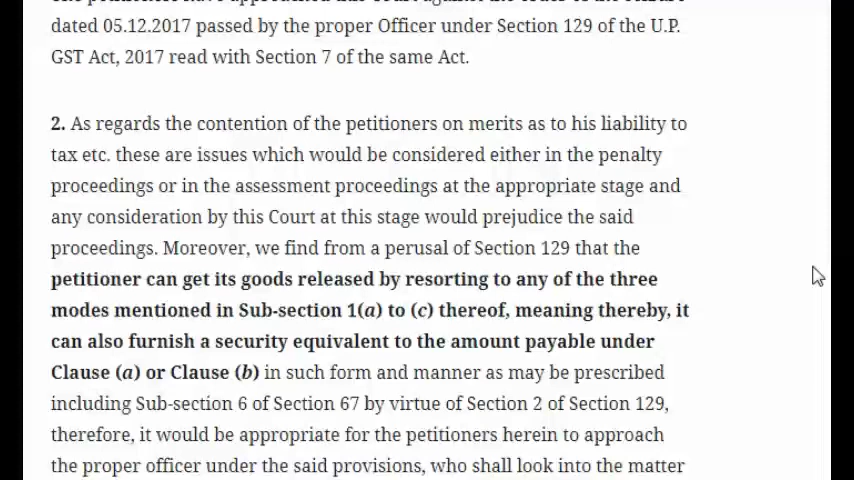 dated 05.12.2017 passed by the proper Officer under Section 129 of the U.P.
GST Act, 2017 read with Section 7 of the same Act.
2. As regards the contention of the petitioners on merits as to his liability to
tax etc. these are issues which would be considered either in the penalty
proceedings or in the assessment proceedings at the appropriate stage and
any consideration by this Court at this stage would prejudice the said
proceedings. Moreover, we find from a perusal of Section 129 that the
petitioner can get its goods released by resorting to any of the three
modes mentioned in Sub-section 1(a) to (c) thereof, meaning thereby, it
can also furnish a security equivalent to the amount payable under
Clause (a) or Clause (b) in such form and manner as may be prescribed
including Sub-section 6 of Section 67 by virtue of Section 2 of Section 129,
therefore, it would be appropriate for the petitioners herein to approach
the proper officer under the said provisions, who shall look into the matter